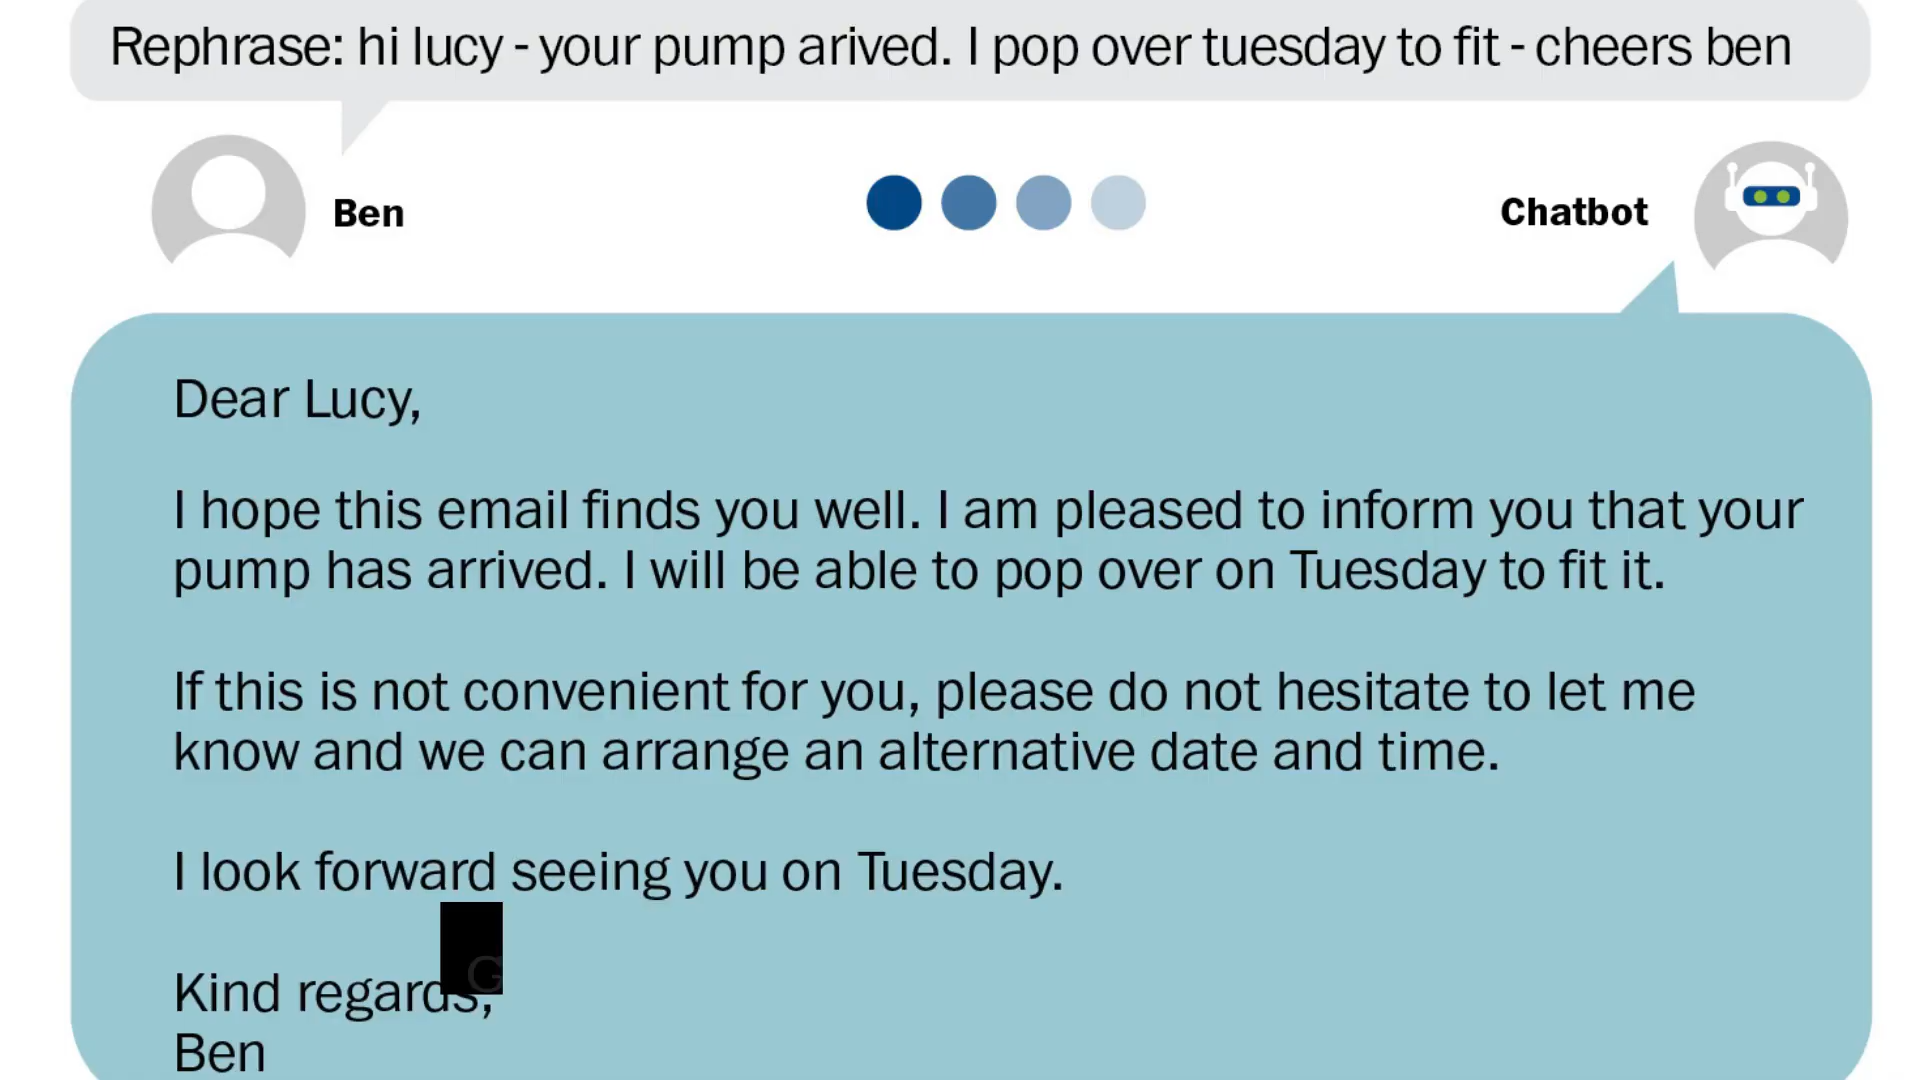 Rephrase: hi lucy - your pump arived. I pop over tuesday to fit - cheers ben
Ben
Chatbot
Dear Lucy,
I hope this email finds you well. I am pleased to inform you that your
pump has arrived. I will be able to pop over on Tuesday to fit it.
If this is not convenient for you, please do not hesitate to let me
know and we can arrange an alternative date and time.
I look forward seeing you on Tuesday.
Kind regards,
Ben